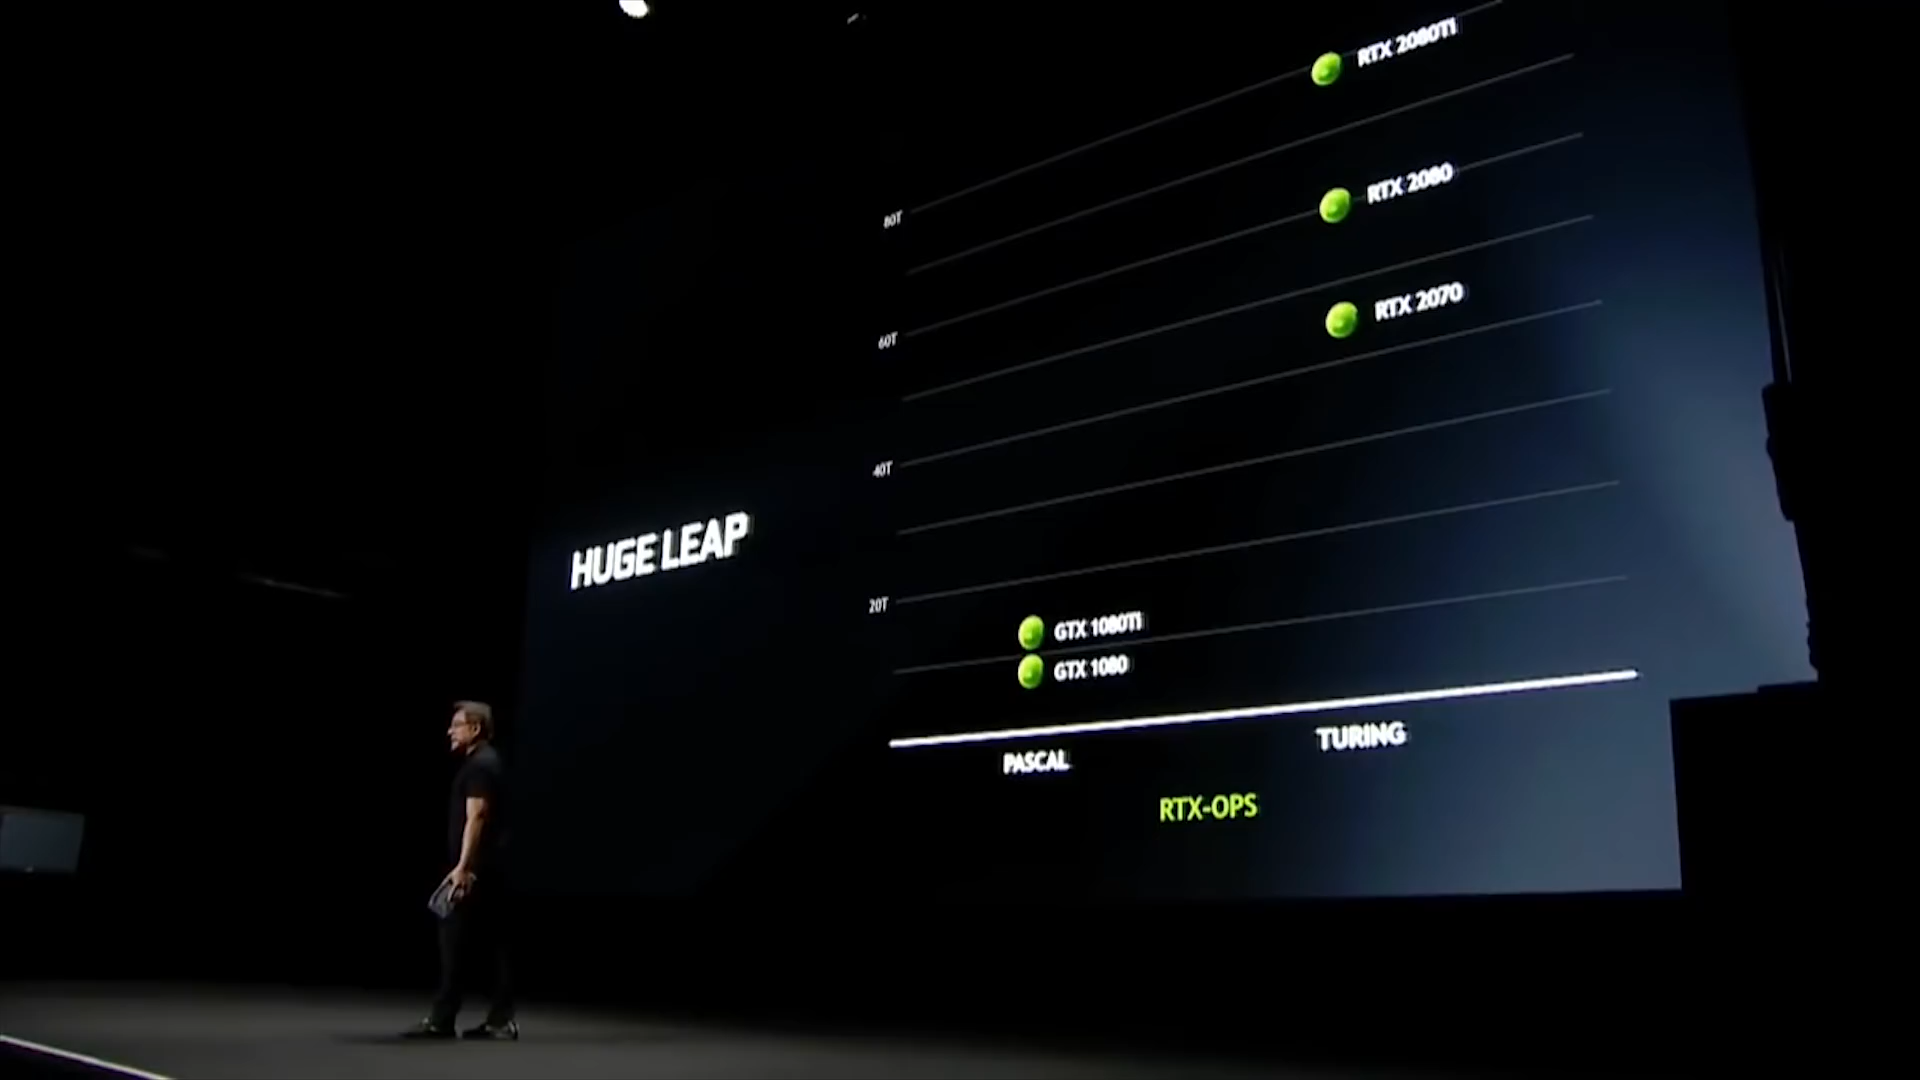 RTX 2080TI
RTX 2080
80T
RTX 2070
60T
40T
HUGE LEAP
20T
GTX 1080TI
GTX 1080
TURING
PASCAL
RTX-OPS